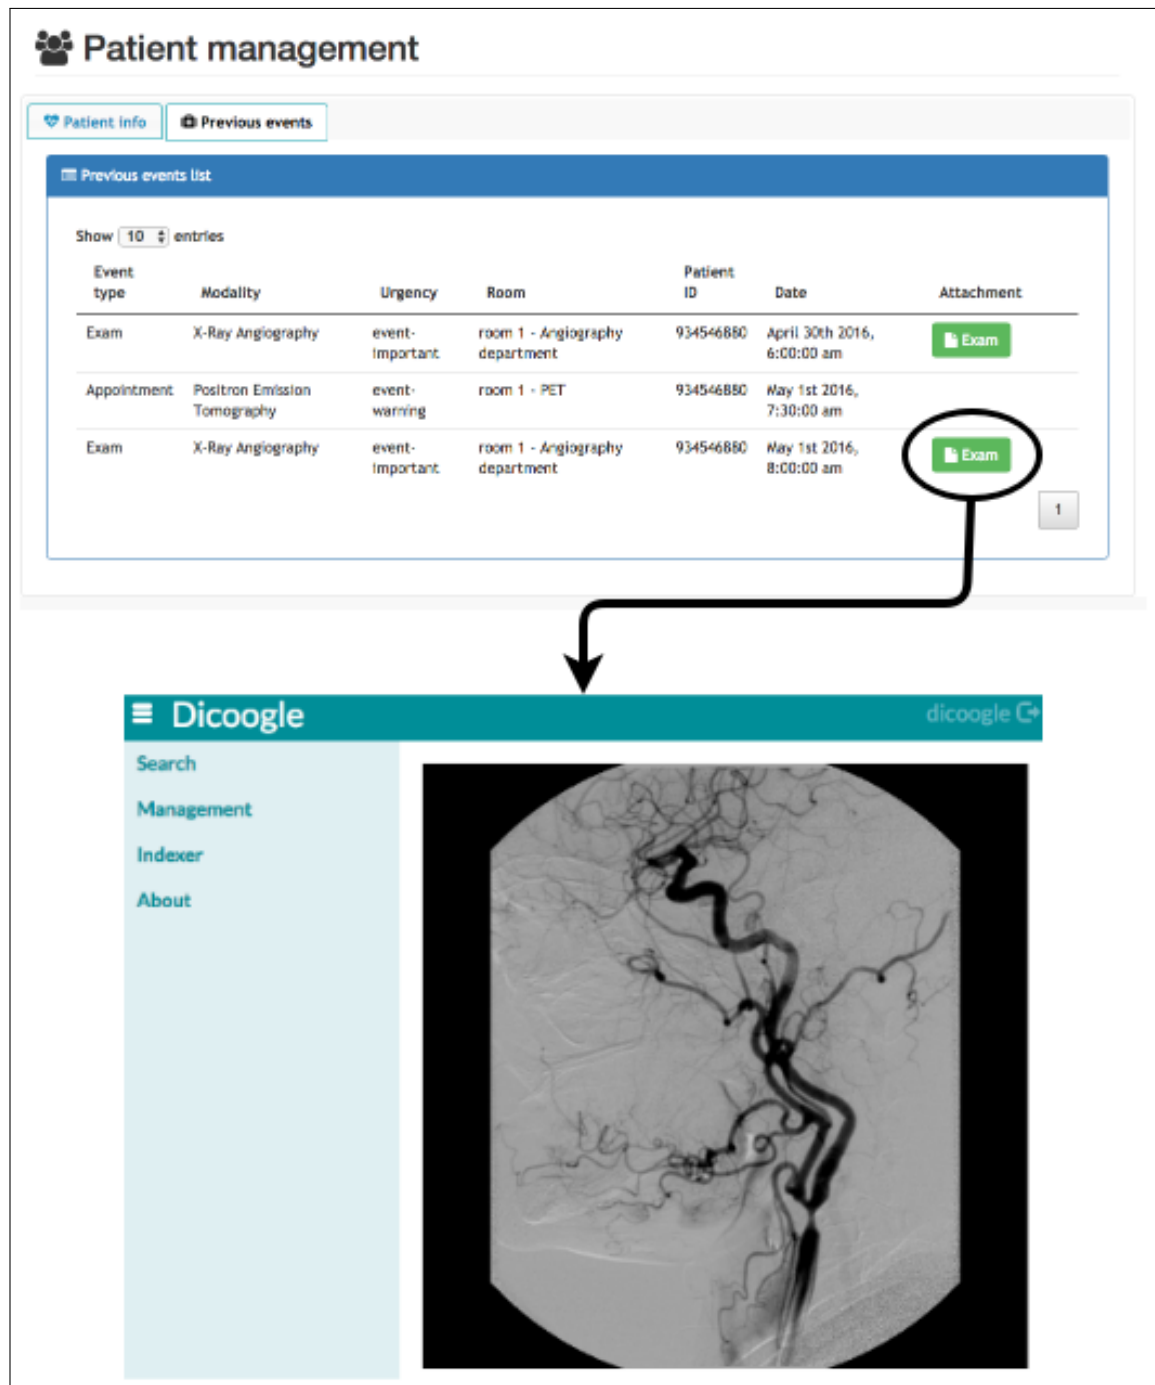 Patient management
Patient info
Previous events
Previous events list
Show 10 entries
Event type Modality Urgency Room Patient ID Date Attachment
Exam X-Ray Angiography event-important room 1 - Angiography department 934546880 April 30th 2016, 6:00:00 am Exam
Appointment Positron Emission Tomography event-warning room 1 - PET 934546880 May 1st 2016, 7:30:00 am
Exam X-Ray Angiography event-important room 1 - Angiography department 934546880 May 1st 2016, 8:00:00 am Exam
1
Dicoogle
dicoogle
Search
Management
Indexer
About